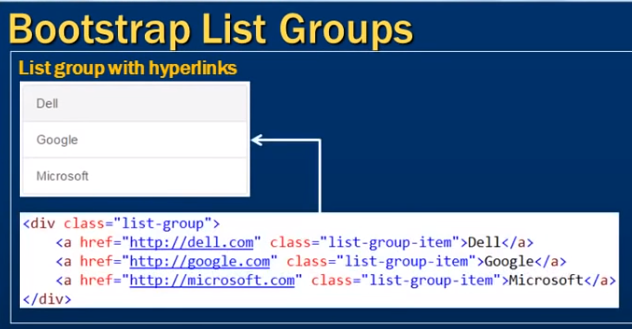 Bootstrap List Groups
List group with hyperlinks
Dell
Google
Microsoft
<div class="list-group">
    <a href="http://dell.com" class="list-group-item">Dell</a>
    <a href="http://google.com" class="list-group-item">Google</a>
    <a href="http://microsoft.com" class="list-group-item">Microsoft</a>
</div>